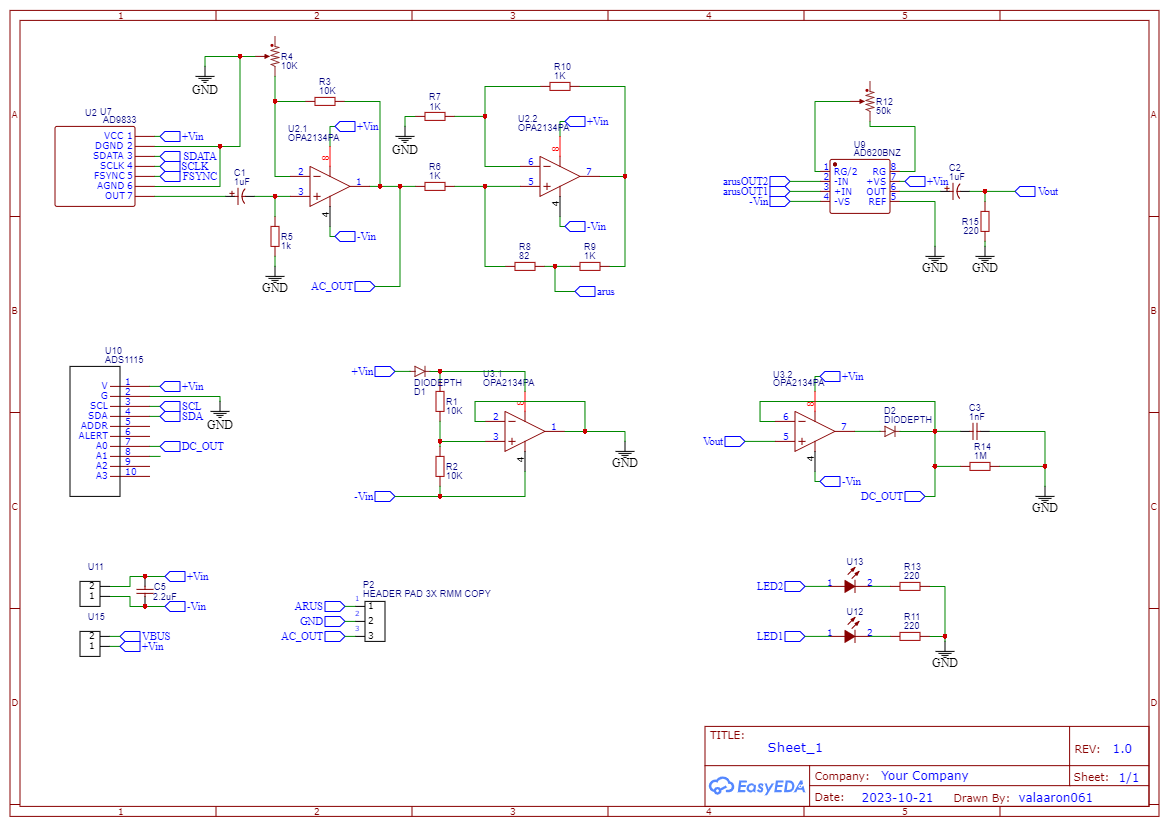 1 2 3 4 5
A A
B B
C C
D D
1 2 3 4 5
R4
10K
GND
U2 U7
AD9833
VCC 1
DGND 2
SDATA 3
SCLK 4
FSYNC 5
AGND 6
OUT 7
+Vin
SDATA
SCLK
FSYNC
C1
1uF
R5
1k
GND
R3
10K
U2.1
OPA2134PA
+Vin
8
2
3
1
4
-Vin
AC_OUT
R7
1K
GND
R6
1K
R10
1K
U2.2
OPA2134PA
+Vin
8
6
5
7
4
-Vin
R8
82
R9
1K
arus
R12
50k
U9
AD620BNZ
arusOUT2
arusOUT1
-Vin
1 RG/2 RG 8
2 -IN +VS 7
3 +IN OUT 6
4 -VS REF 5
+Vin
C2
1uF
Vout
R15
220
GND
GND
U10
ADS1115
V 1
G 2
SCL 3
SDA 4
ADDR 5
ALERT 6
A0 7
A1 8
A2 9
A3 10
+Vin
SCL
SDA
GND
DC_OUT
+Vin
DIODEPTH
D1
R1
10K
R2
10K
-Vin
U3.1
OPA2134PA
8
2
3
1
4
GND
U3.2
OPA2134PA
+Vin
8
6
5
7
4
Vout
-Vin
D2
DIODEPTH
C3
1nF
R14
1M
DC_OUT
GND
U11
2
1
+Vin
C5
2.2uF
-Vin
U15
2
1
VBUS
+Vin
P2
HEADER PAD 3X RMM COPY
ARUS 1 1
GND 2 2
AC_OUT 3 3
U13
LED2 1 2
R13
220
U12
LED1 1 2
R11
220
GND
TITLE:
Sheet_1
REV: 1.0
EasyEDA
Company: Your Company
Sheet: 1/1
Date: 2023-10-21 Drawn By: valaaron061